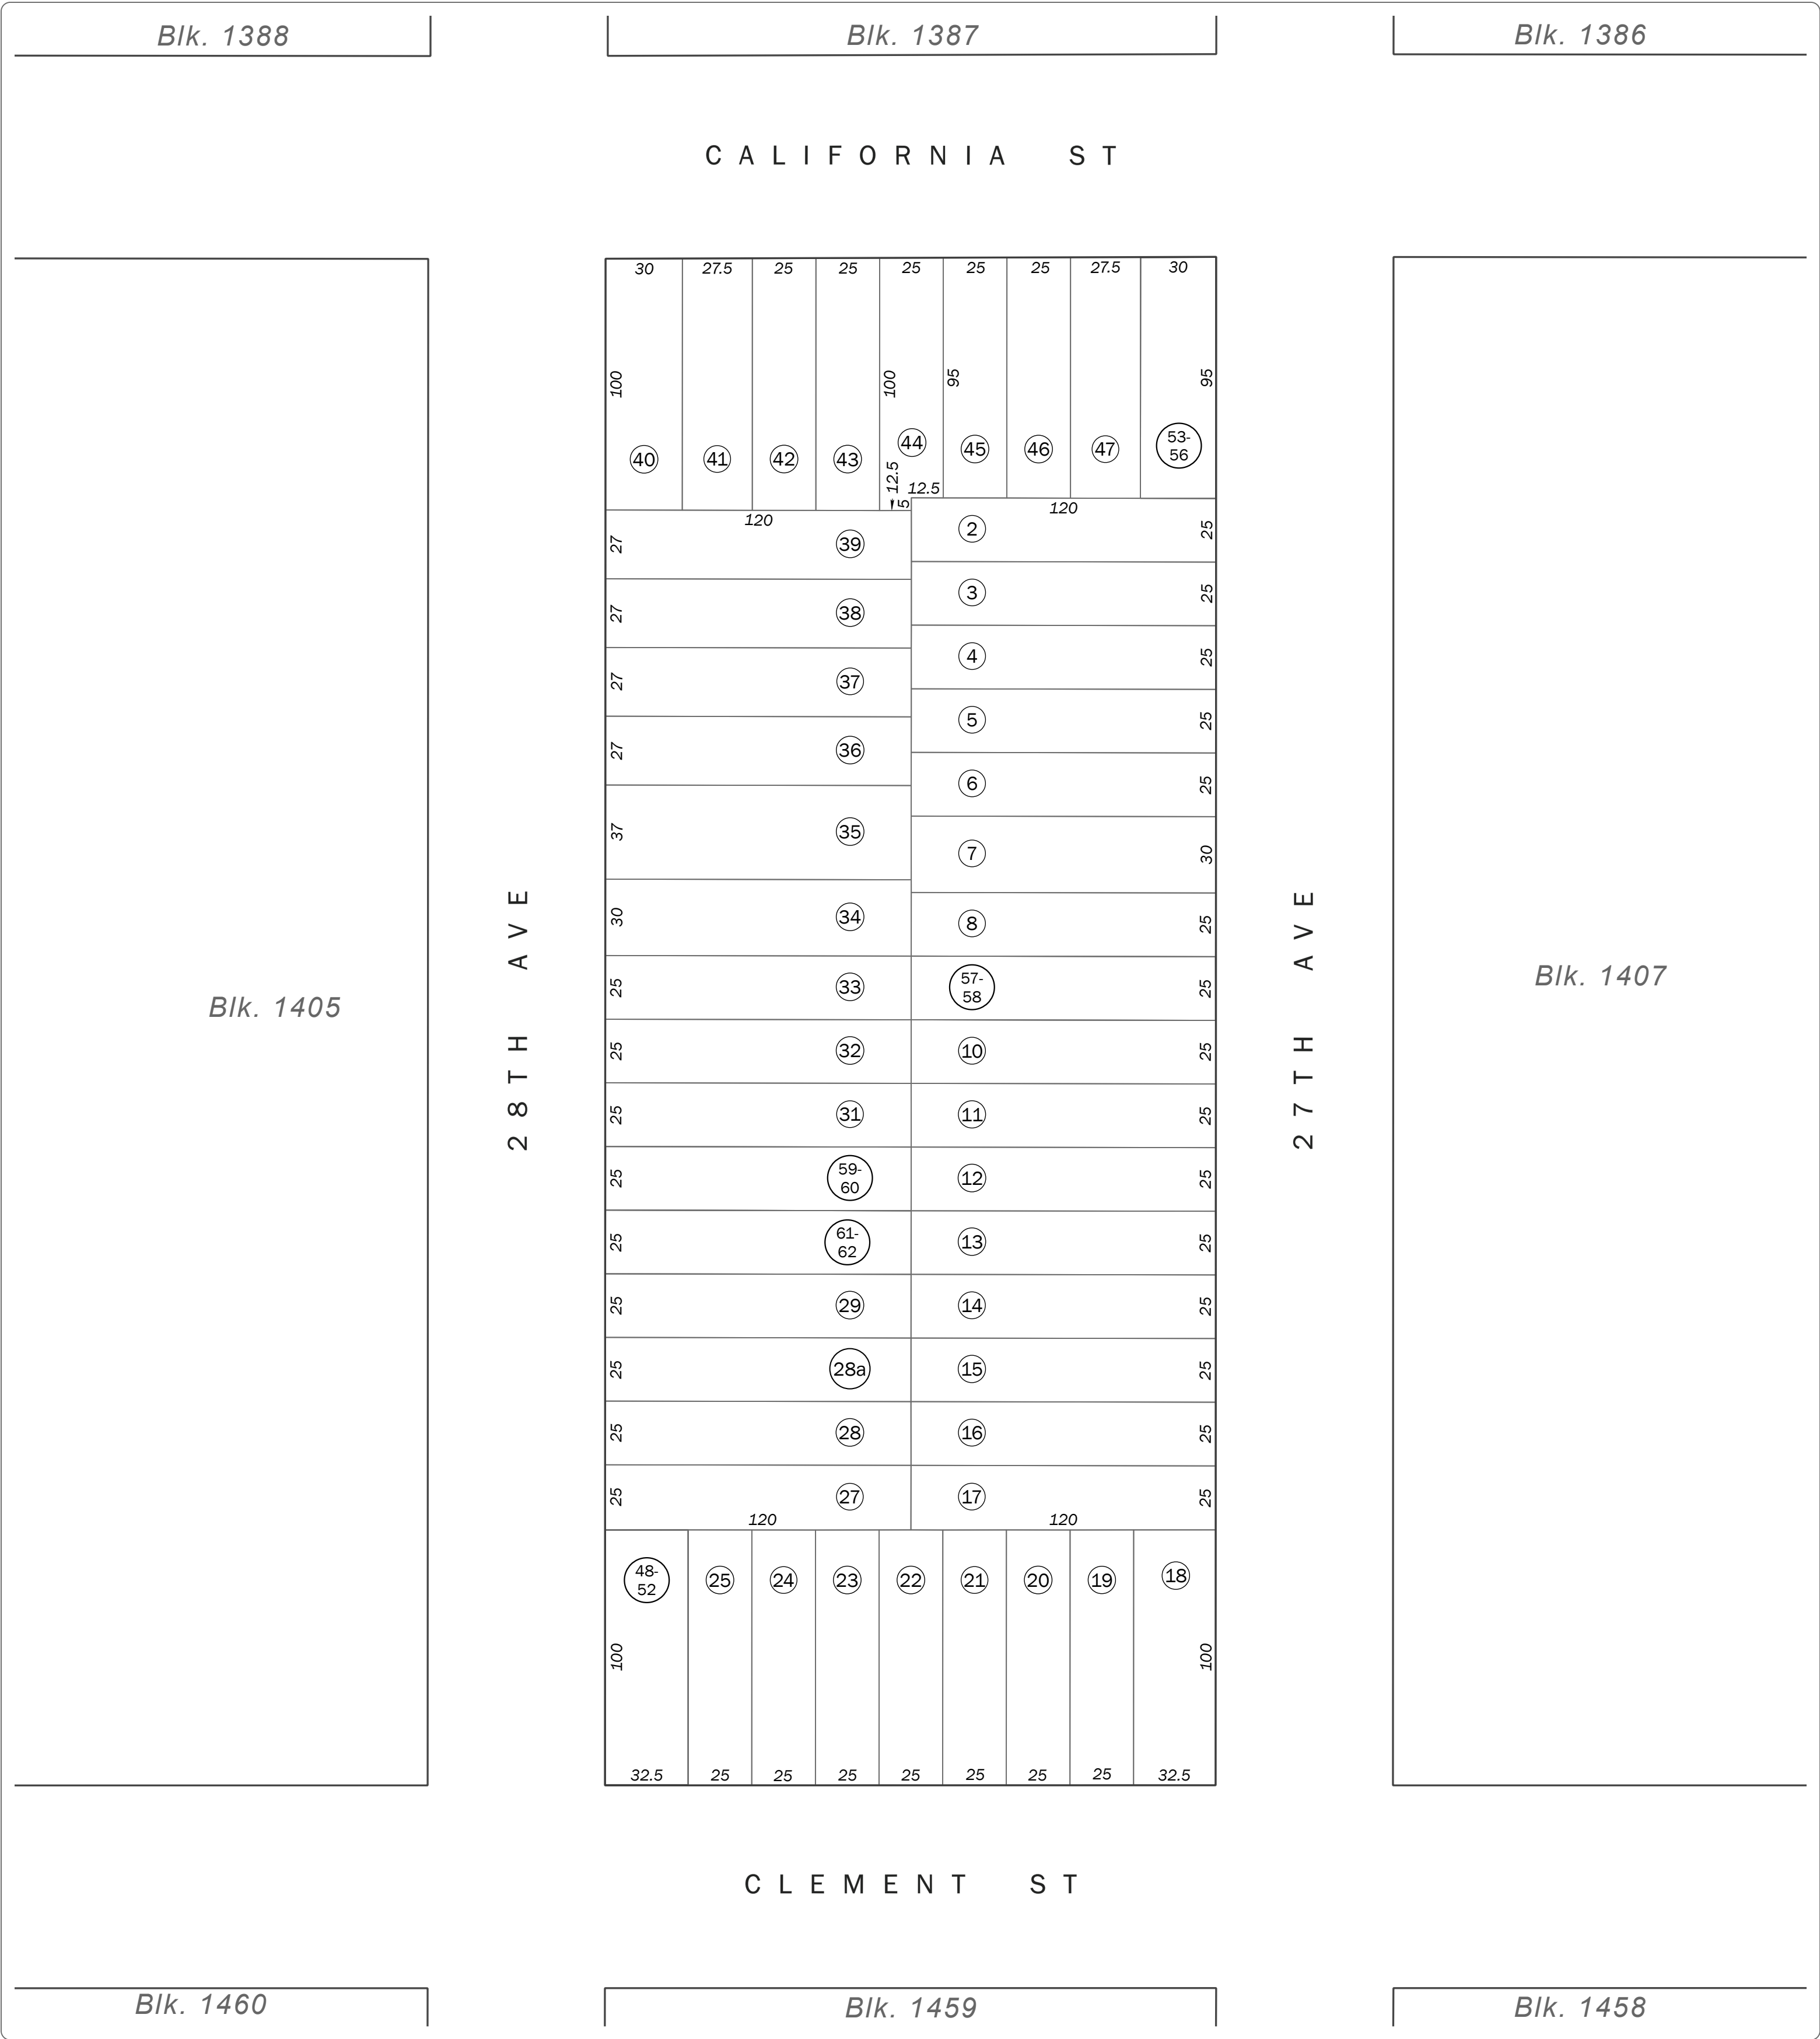 Blk. 1388
Blk. 1387
Blk. 1386
CALIFORNIA ST
30 27.5 25 25 25 25 25 27.5 30
100 100 95 95
40 41 42 43 44 45 46 47 53-
56
12.5
12.5
5
120 120
39 2
27 25
38 3
27 25
37 4
27 25
36 5
27 25
6
25
35 7
37 30
34 8
30 25
33 57-
58
25 25
32 10
25 25
31 11
25 25
59-
60 12
25 25
61-
62 13
25 25
29 14
25 25
28a 15
25 25
28 16
25 25
27 17
25 25
120 120
48-
52 25 24 23 22 21 20 19 18
100 100
32.5 25 25 25 25 25 25 25 32.5
28TH AVE
27TH AVE
Blk. 1405
Blk. 1407
CLEMENT ST
Blk. 1460
Blk. 1459
Blk. 1458